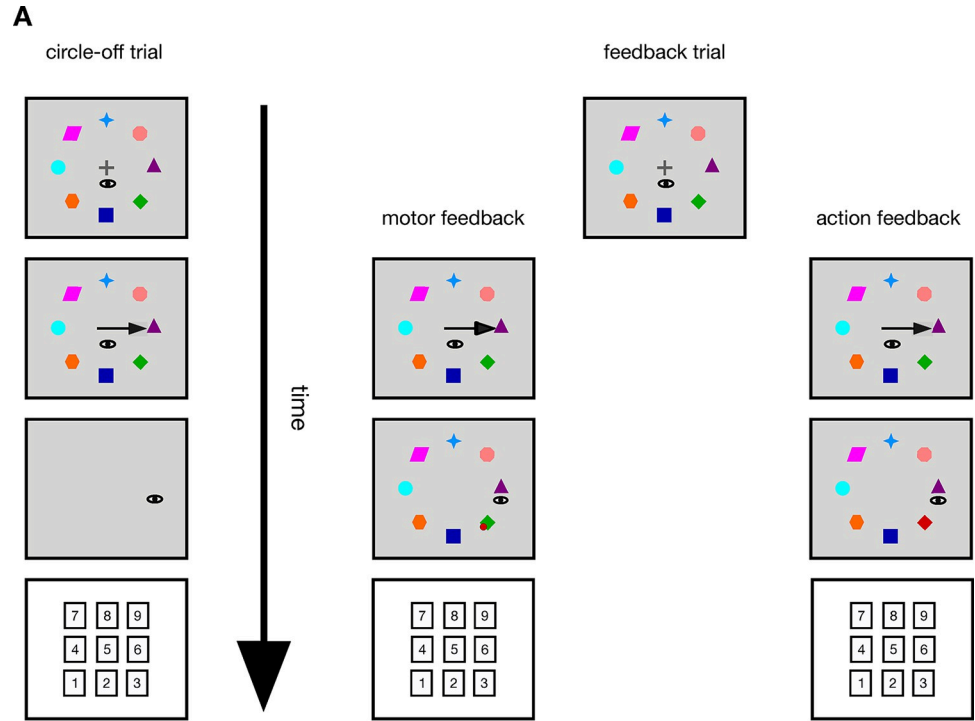 A
circle-off trial
feedback trial
motor feedback
action feedback
time
7 8 9
4 5 6
1 2 3
7 8 9
4 5 6
1 2 3
7 8 9
4 5 6
1 2 3